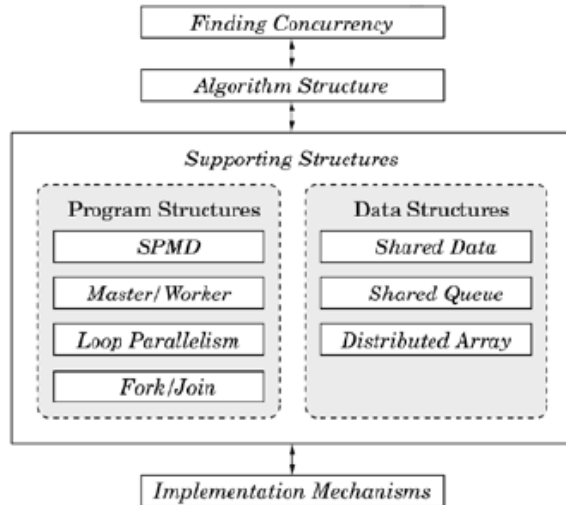 Finding Concurrency
Algorithm Structure
Supporting Structures
Program Structures
SPMD
Master/Worker
Loop Parallelism
Fork/Join
Data Structures
Shared Data
Shared Queue
Distributed Array
Implementation Mechanisms